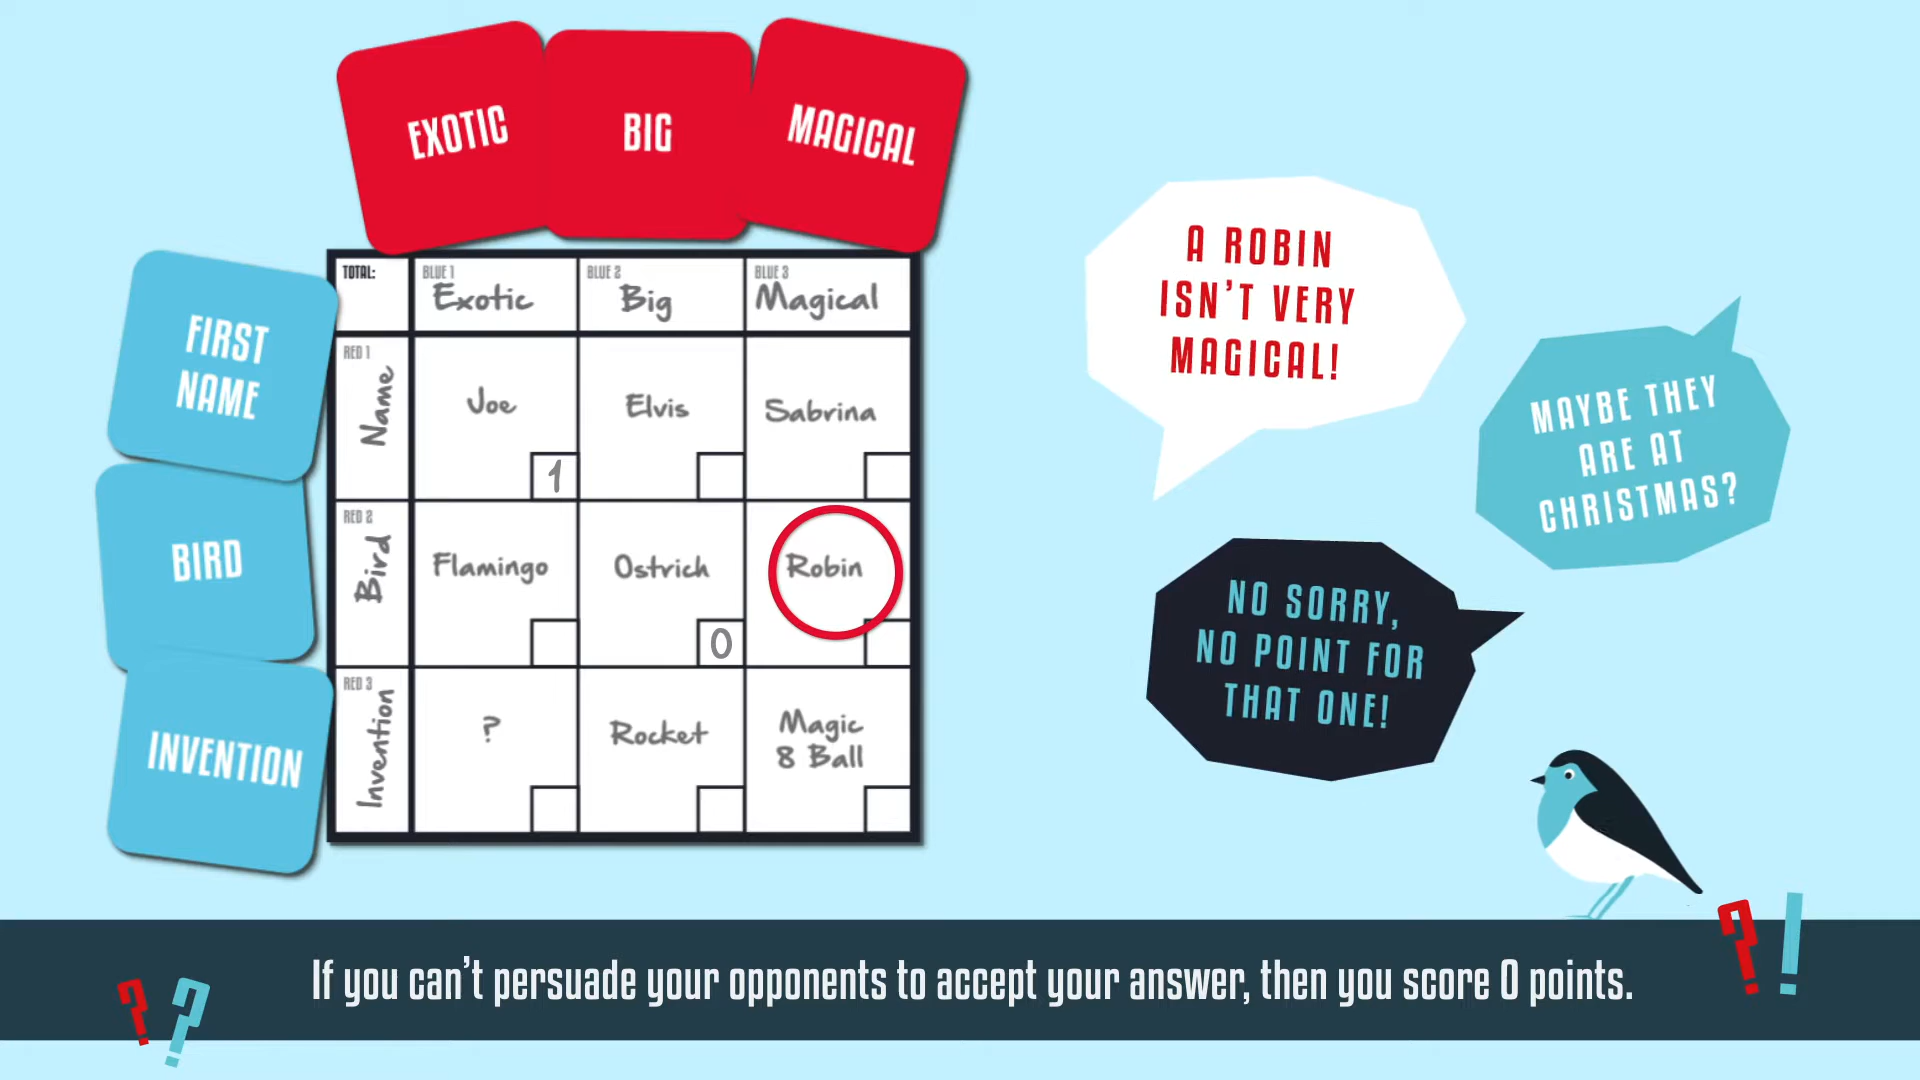 EXOTIC
BIG
MAGICAL
FIRST
NAME
BIRD
INVENTION
TOTAL:
BLUE 1
Exotic
BLUE 2
Big
BLUE 3
Magical
RED 1
Name
Joe
1
Elvis
Sabrina
RED 2
Bird
Flamingo
Ostrich
0
Robin
RED 3
Invention
?
Rocket
Magic
8 Ball
A ROBIN
ISN'T VERY
MAGICAL!
MAYBE THEY
ARE AT
CHRISTMAS?
NO SORRY,
NO POINT FOR
THAT ONE!
? !
? ?
If you can't persuade your opponents to accept your answer, then you score 0 points.